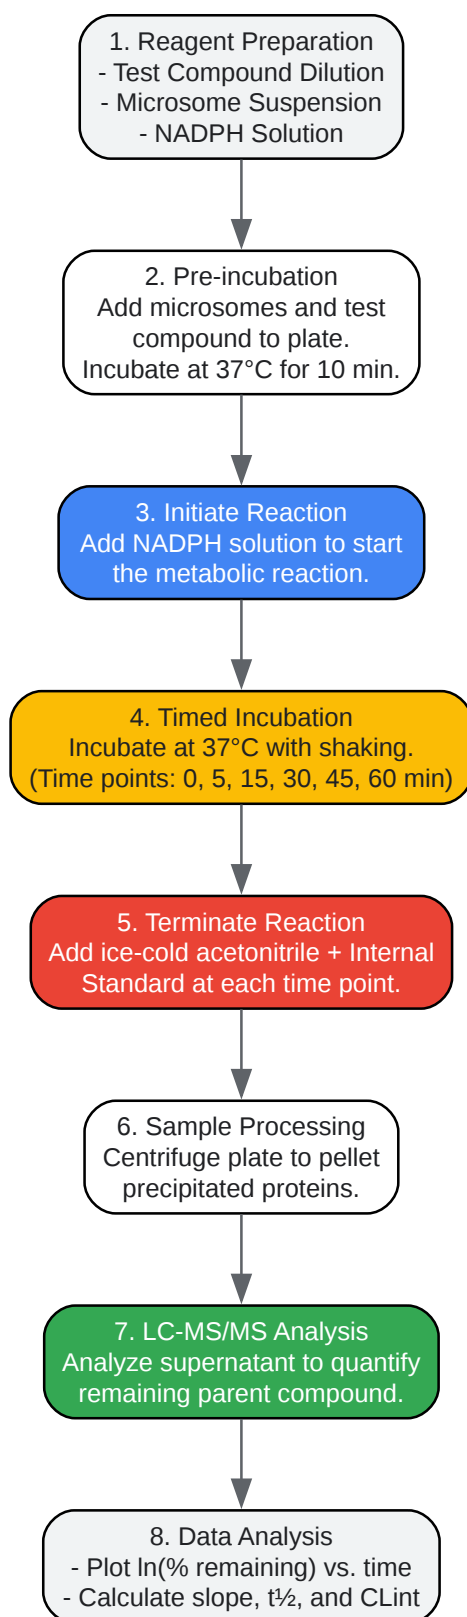 1. Reagent Preparation
- Test Compound Dilution
- Microsome Suspension
- NADPH Solution
2. Pre-incubation
Add microsomes and test
compound to plate.
Incubate at 37°C for 10 min.
3. Initiate Reaction
Add NADPH solution to start
the metabolic reaction.
4. Timed Incubation
Incubate at 37°C with shaking.
(Time points: 0, 5, 15, 30, 45, 60 min)
5. Terminate Reaction
Add ice-cold acetonitrile + Internal
Standard at each time point.
6. Sample Processing
Centrifuge plate to pellet
precipitated proteins.
7. LC-MS/MS Analysis
Analyze supernatant to quantify
remaining parent compound.
8. Data Analysis
- Plot ln(% remaining) vs. time
- Calculate slope, t½, and CLint